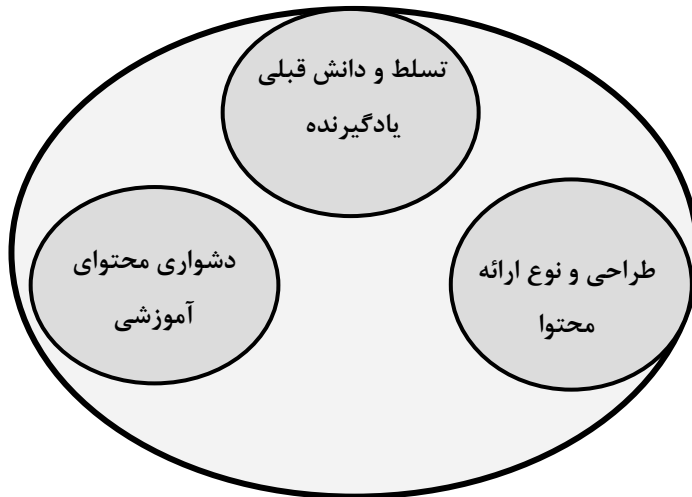 تسلط و دانش قبلی
یادگیرنده
طراحی و نوع ارائه
محتوا
دشواری محتوای
آموزشی